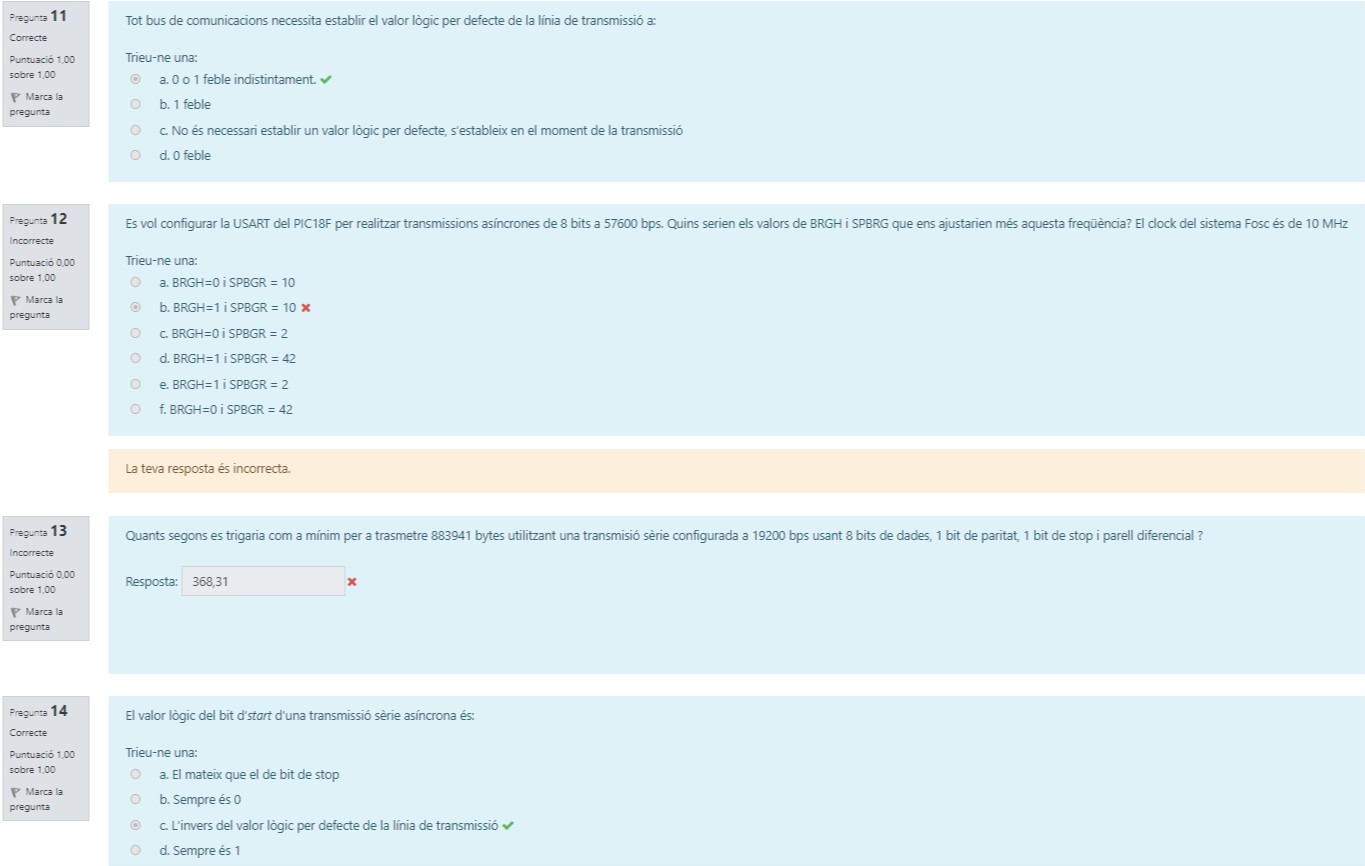 Pregunta 11
Correcte
Puntuació 1,00
sobre 1,00
Marca la
pregunta
Tot bus de comunicacions necessita establir el valor lògic per defecte de la línia de transmissió a:
Trieu-ne una:
a. 0 o 1 feble indistintament.
b. 1 feble
c. No és necessari establir un valor lògic per defecte, s'estableix en el moment de la transmissió
d. 0 feble
Pregunta 12
Incorrecte
Puntuació 0,00
sobre 1,00
Marca la
pregunta
Es vol configurar la USART del PIC18F per realitzar transmissions asíncrones de 8 bits a 57600 bps. Quins serien els valors de BRGH i SPBRG que ens ajustarien més aquesta freqüència? El clock del sistema Fosc és de 10 MHz
Trieu-ne una:
a. BRGH=0 i SPBGR = 10
b. BRGH=1 i SPBGR = 10
c. BRGH=0 i SPBGR = 2
d. BRGH=1 i SPBGR = 42
e. BRGH=1 i SPBGR = 2
f. BRGH=0 i SPBGR = 42
La teva resposta és incorrecta.
Pregunta 13
Incorrecte
Puntuació 0,00
sobre 1,00
Marca la
pregunta
Quants segons es trigaria com a mínim per a trasmetre 883941 bytes utilitzant una transmisió sèrie configurada a 19200 bps usant 8 bits de dades, 1 bit de paritat, 1 bit de stop i parell diferencial ?
Resposta: 368,31
Pregunta 14
Correcte
Puntuació 1,00
sobre 1,00
Marca la
pregunta
El valor lògic del bit d'start d'una transmissió sèrie asíncrona és:
Trieu-ne una:
a. El mateix que el de bit de stop
b. Sempre és 0
c. L'invers del valor lògic per defecte de la línia de transmissió
d. Sempre és 1